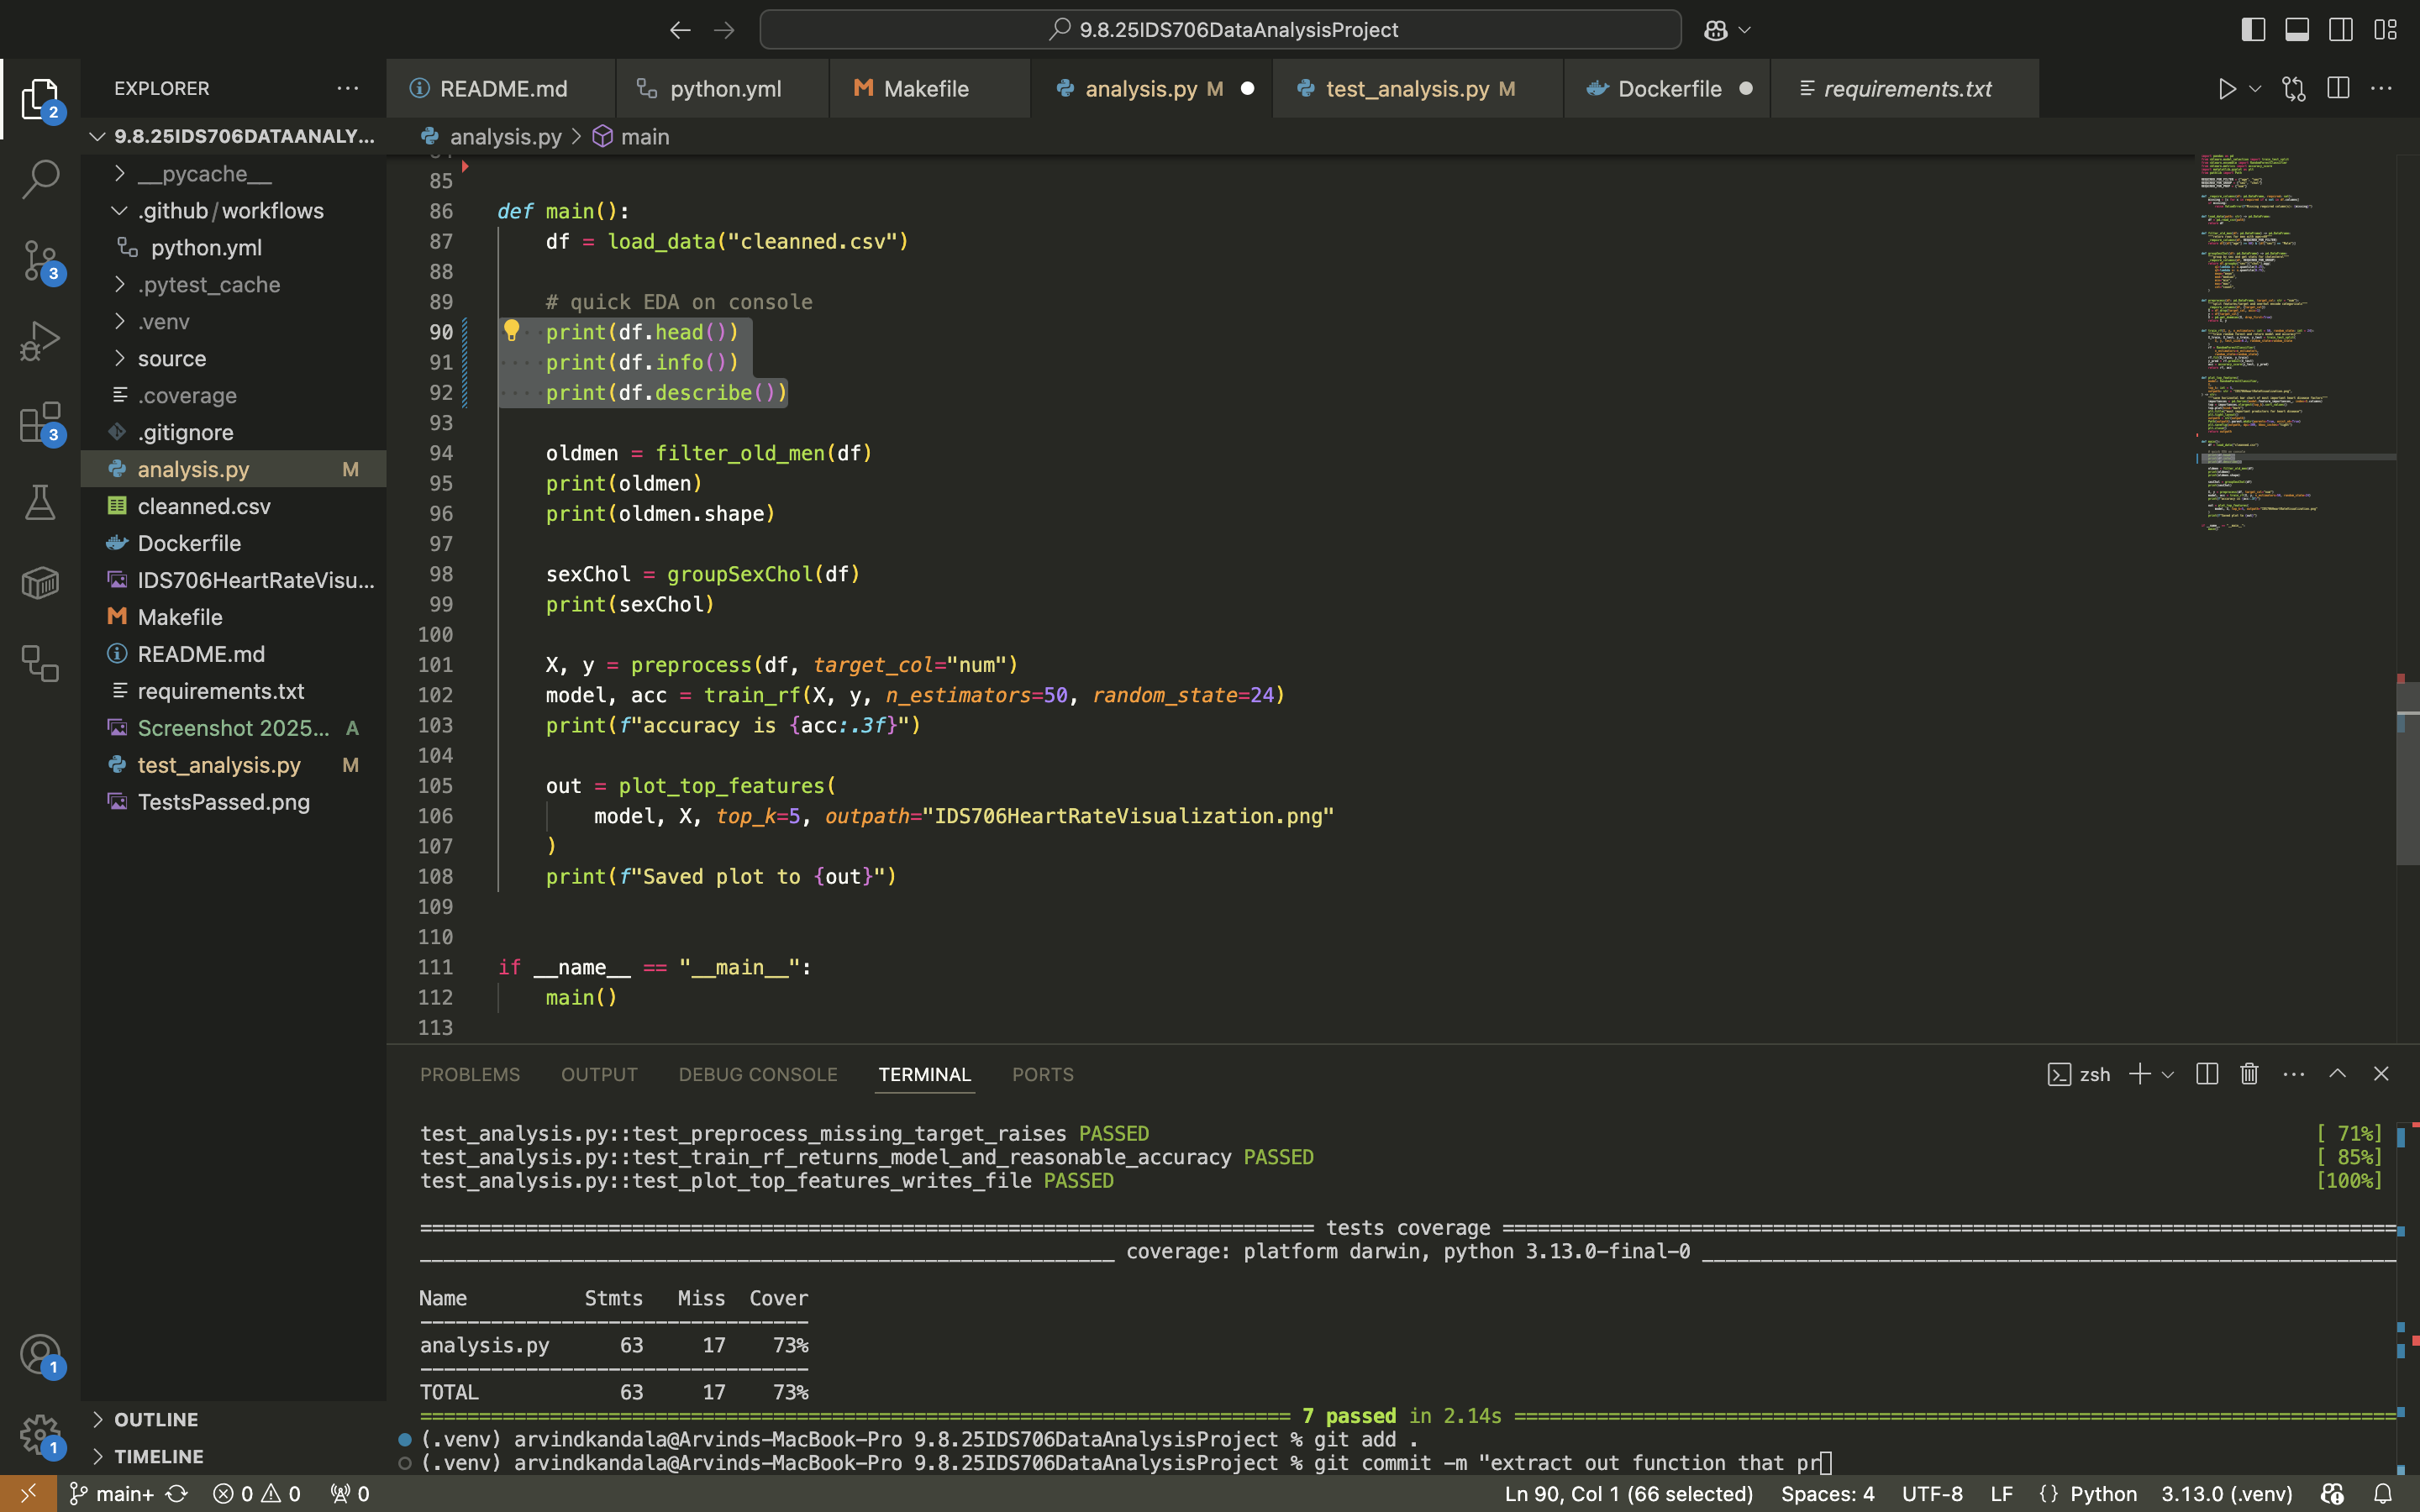 9.8.25IDS706DataAnalysisProject
EXPLORER
README.md
python.yml
Makefile
analysis.py M
test_analysis.py M
Dockerfile
requirements.txt
2
3
3
1
1
9.8.25IDS706DATAANALY...
__pycache__
.github/workflows
python.yml
.pytest_cache
.venv
source
.coverage
.gitignore
analysis.py M
cleanned.csv
Dockerfile
IDS706HeartRateVisu...
Makefile
README.md
requirements.txt
Screenshot 2025... A
test_analysis.py M
TestsPassed.png
OUTLINE
TIMELINE
analysis.py > main
85
86 def main():
87 df = load_data("cleanned.csv")
88
89 # quick EDA on console
90 print(df.head())
91 print(df.info())
92 print(df.describe())
93
94 oldmen = filter_old_men(df)
95 print(oldmen)
96 print(oldmen.shape)
97
98 sexChol = groupSexChol(df)
99 print(sexChol)
100
101 X, y = preprocess(df, target_col="num")
102 model, acc = train_rf(X, y, n_estimators=50, random_state=24)
103 print(f"accuracy is {acc:.3f}")
104
105 out = plot_top_features(
106 model, X, top_k=5, outpath="IDS706HeartRateVisualization.png"
107 )
108 print(f"Saved plot to {out}")
109
110
111 if __name__ == "__main__":
112 main()
113
PROBLEMS OUTPUT DEBUG CONSOLE TERMINAL PORTS
zsh
test_analysis.py::test_preprocess_missing_target_raises PASSED [ 71%]
test_analysis.py::test_train_rf_returns_model_and_reasonable_accuracy PASSED [ 85%]
test_analysis.py::test_plot_top_features_writes_file PASSED [100%]
tests coverage
coverage: platform darwin, python 3.13.0-final-0
Name Stmts Miss Cover
analysis.py 63 17 73%
TOTAL 63 17 73%
7 passed in 2.14s
(.venv) arvindkandala@Arvinds-MacBook-Pro 9.8.25IDS706DataAnalysisProject % git add .
(.venv) arvindkandala@Arvinds-MacBook-Pro 9.8.25IDS706DataAnalysisProject % git commit -m "extract out function that pr
main+ 0 0 0
Ln 90, Col 1 (66 selected) Spaces: 4 UTF-8 LF {} Python 3.13.0 (.venv)